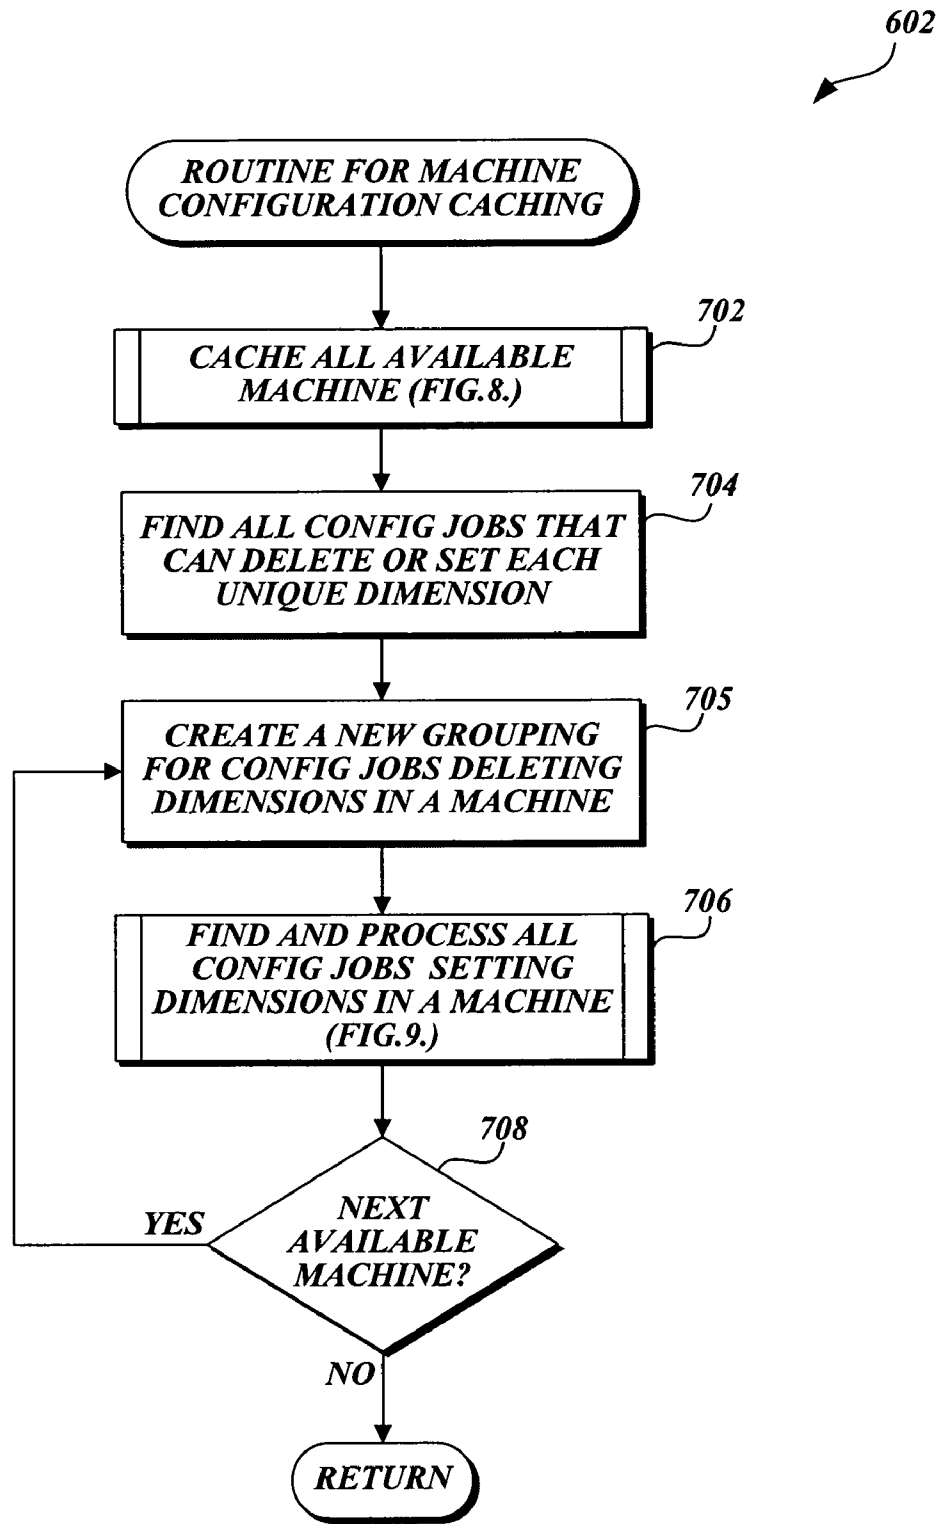 602
ROUTINE FOR MACHINE
CONFIGURATION CACHING
702
CACHE ALL AVAILABLE
MACHINE (FIG.8.)
704
FIND ALL CONFIG JOBS THAT
CAN DELETE OR SET EACH
UNIQUE DIMENSION
705
CREATE A NEW GROUPING
FOR CONFIG JOBS DELETING
DIMENSIONS IN A MACHINE
706
FIND AND PROCESS ALL
CONFIG JOBS SETTING
DIMENSIONS IN A MACHINE
(FIG.9.)
708
NEXT
AVAILABLE
MACHINE?
YES
NO
RETURN